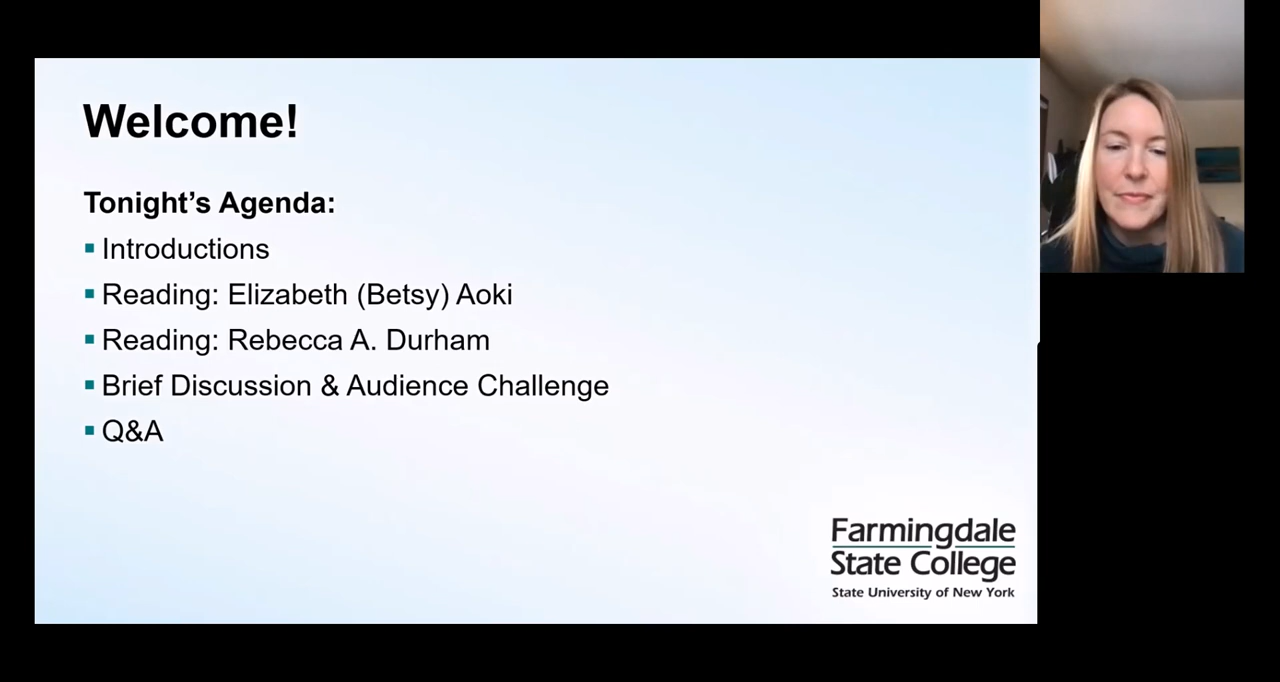 Welcome!
Tonight’s Agenda:
▪ Introductions
▪ Reading: Elizabeth (Betsy) Aoki
▪ Reading: Rebecca A. Durham
▪ Brief Discussion & Audience Challenge
▪ Q&A
Farmingdale
State College
State University of New York